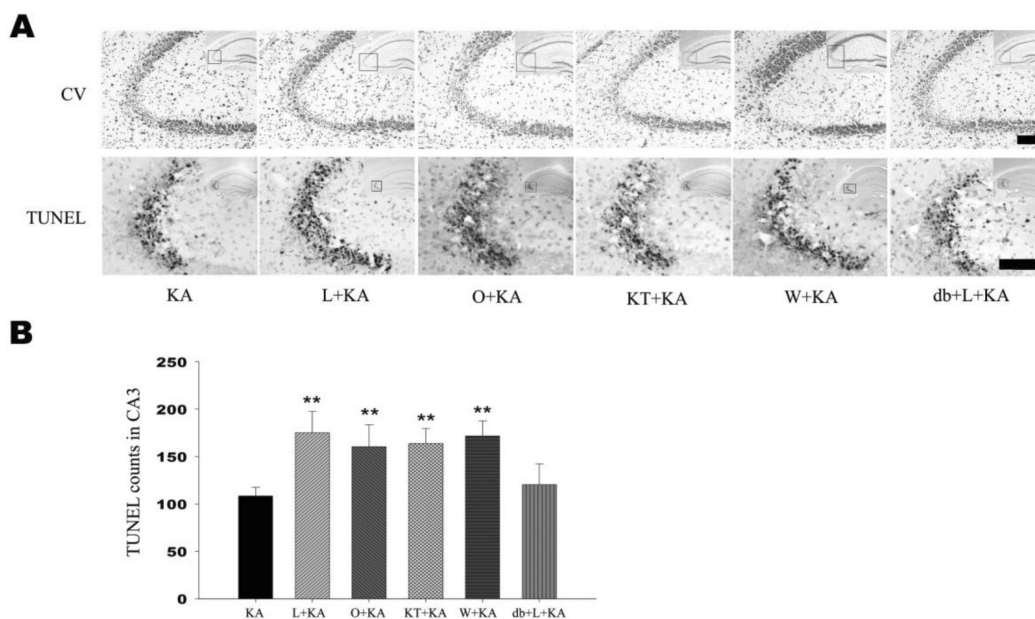 A
CV
TUNEL
KA L+KA O+KA KT+KA W+KA db+L+KA
B
TUNEL counts in CA3
250
200
150
100
50
0
** ** ** **
KA L+KA O+KA KT+KA W+KA db+L+KA